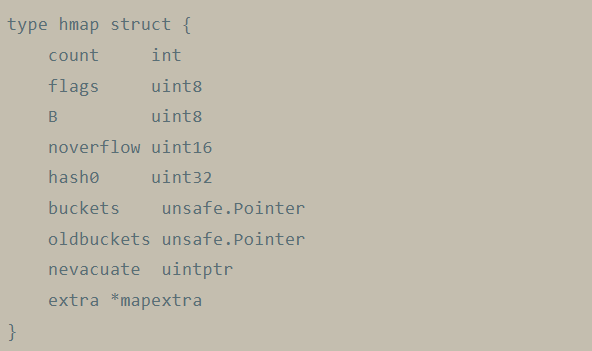 type hmap struct {
    count     int
    flags     uint8
    B         uint8
    noverflow uint16
    hash0     uint32
    buckets    unsafe.Pointer
    oldbuckets unsafe.Pointer
    nevacuate  uintptr
    extra *mapextra
}